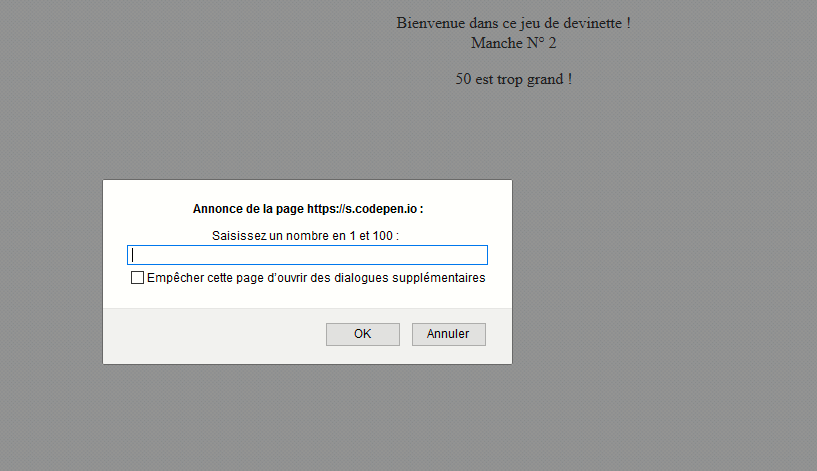 Bienvenue dans ce jeu de devinette !
Manche N° 2
50 est trop grand !
Annonce de la page https://s.codepen.io :
Saisissez un nombre en 1 et 100 :
Empêcher cette page d'ouvrir des dialogues supplémentaires
OK
Annuler